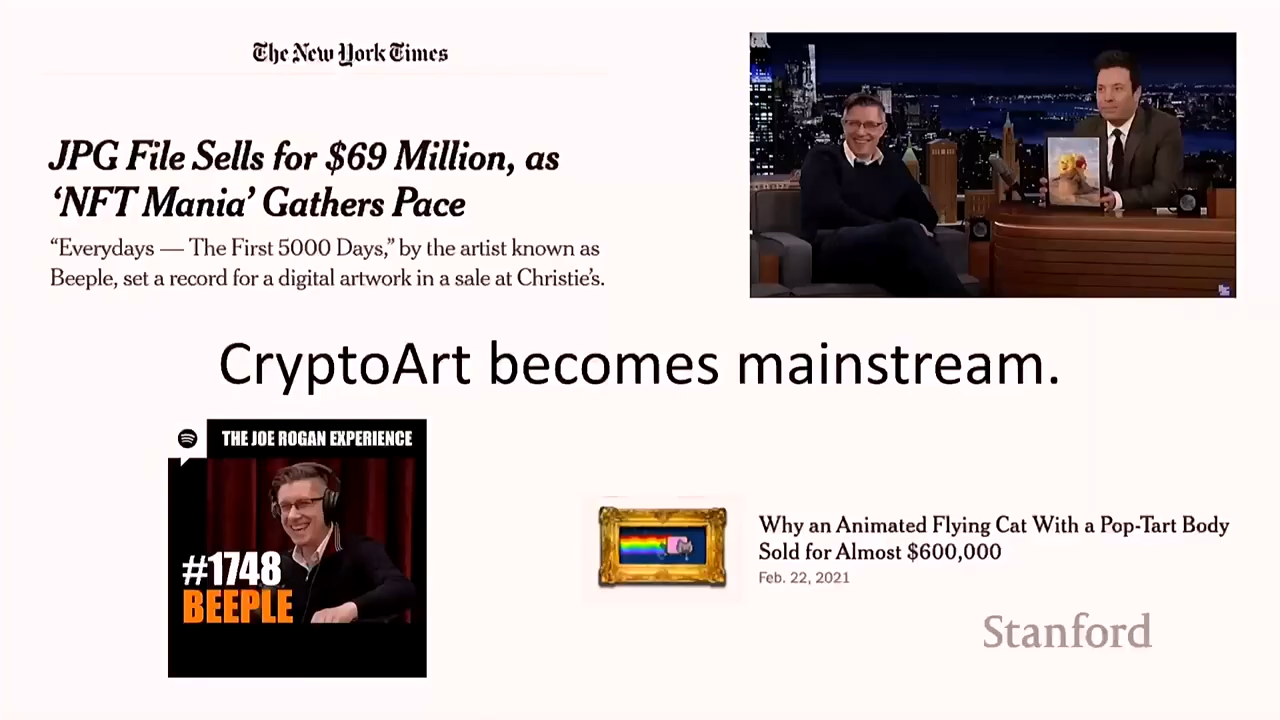 The New York Times
JPG File Sells for $69 Million, as
‘NFT Mania’ Gathers Pace
“Everydays — The First 5000 Days,” by the artist known as
Beeple, set a record for a digital artwork in a sale at Christie’s.
CryptoArt becomes mainstream.
THE JOE ROGAN EXPERIENCE
#1748
BEEPLE
Why an Animated Flying Cat With a Pop-Tart Body
Sold for Almost $600,000
Feb. 22, 2021
Stanford